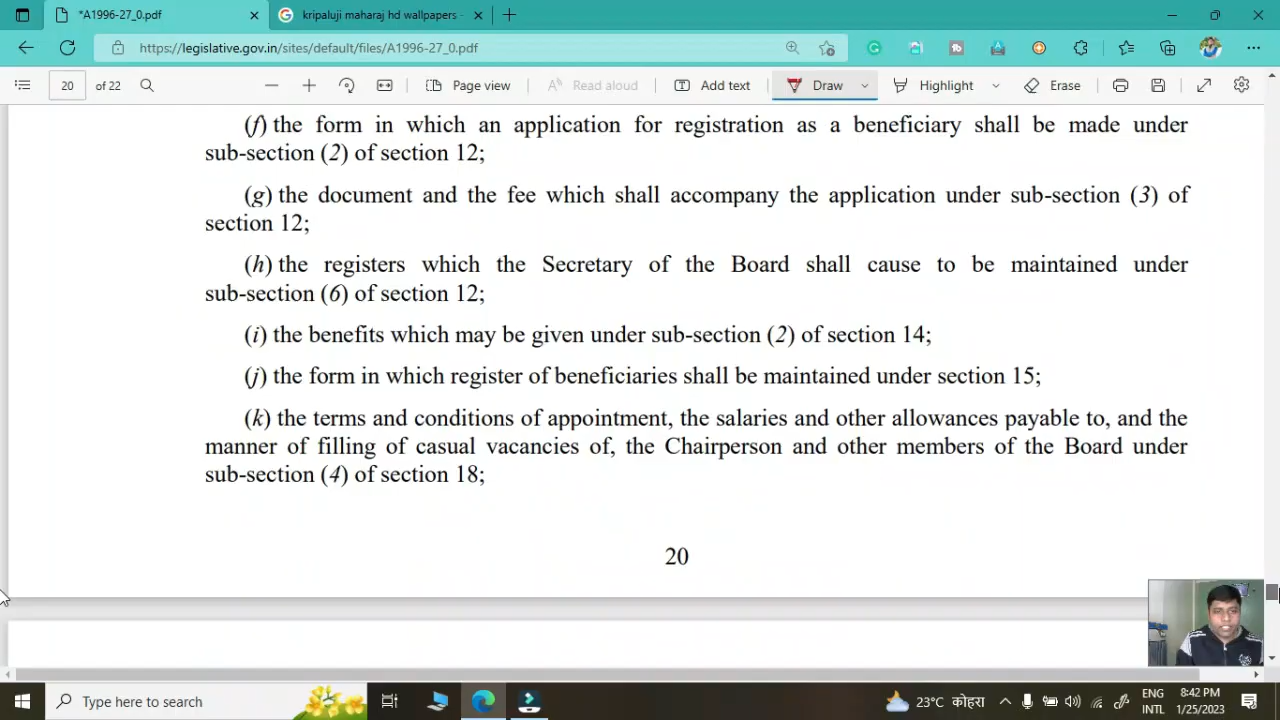 *A1996-27_0.pdf
kripaluji maharaj hd wallpapers -
https://legislative.gov.in/sites/default/files/A1996-27_0.pdf
20 of 22
Page view
Read aloud
Add text
Draw
Highlight
Erase
(f) the form in which an application for registration as a beneficiary shall be made under
sub-section (2) of section 12;
(g) the document and the fee which shall accompany the application under sub-section (3) of
section 12;
(h) the registers which the Secretary of the Board shall cause to be maintained under
sub-section (6) of section 12;
(i) the benefits which may be given under sub-section (2) of section 14;
(j) the form in which register of beneficiaries shall be maintained under section 15;
(k) the terms and conditions of appointment, the salaries and other allowances payable to, and the
manner of filling of casual vacancies of, the Chairperson and other members of the Board under
sub-section (4) of section 18;
20
Type here to search
23°C कोहरा
ENG
INTL
8:42 PM
1/25/2023